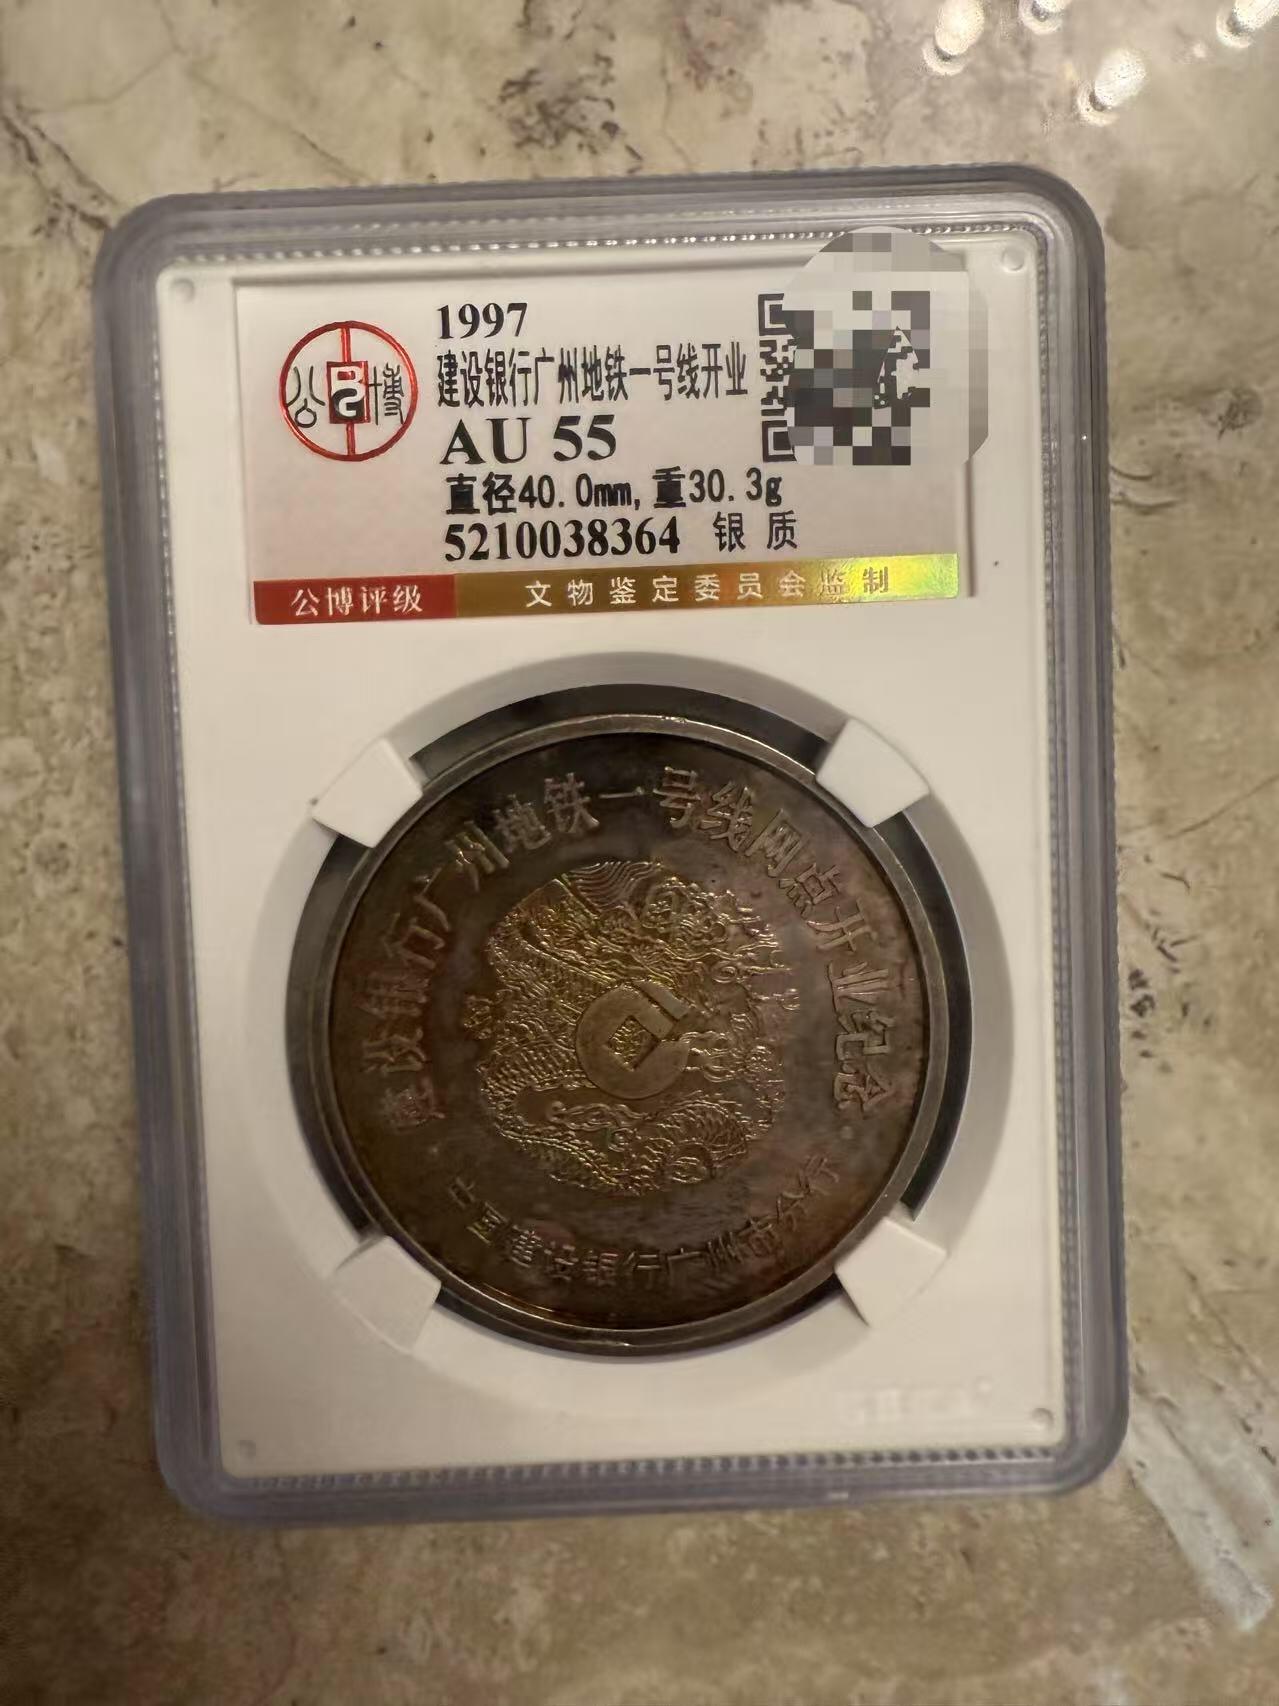 公博
1997
建设银行广州地铁一号线开业
AU 55
直径40.0mm,重30.3g
5210038364 银质
公博评级 文物鉴定委员会监制
建设银行广州地铁一号线网点开业纪念
中国建设银行广州市分行